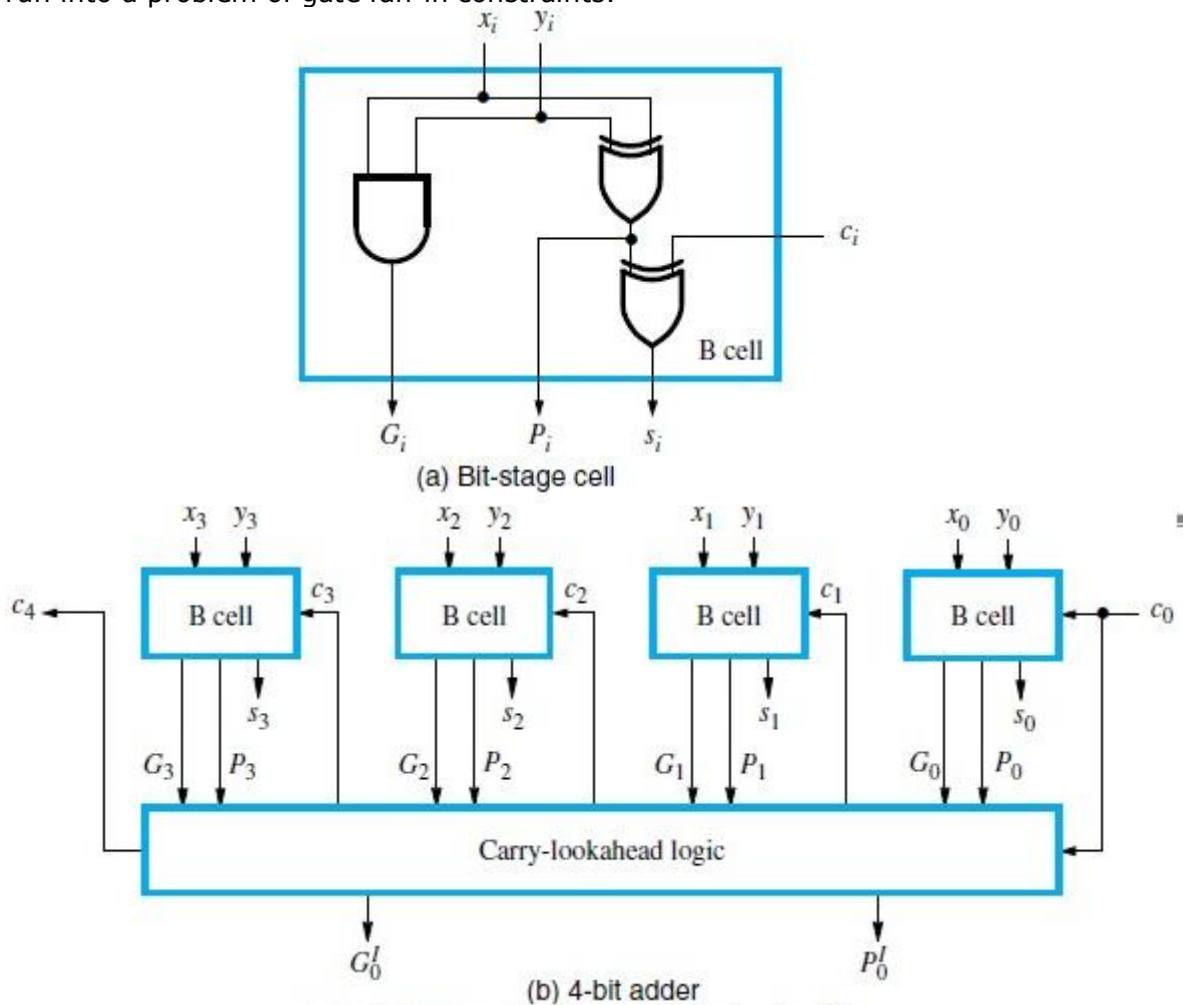 run into a problem of gate fan-in constraints.
xi yi
ci
B cell
Gi Pi si
(a) Bit-stage cell
x3 y3 x2 y2 x1 y1 x0 y0
c4 B cell c3 B cell c2 B cell c1 B cell c0
s3 s2 s1 s0
G3 P3 G2 P2 G1 P1 G0 P0
Carry-lookahead logic
G0^I P0^I
(b) 4-bit adder